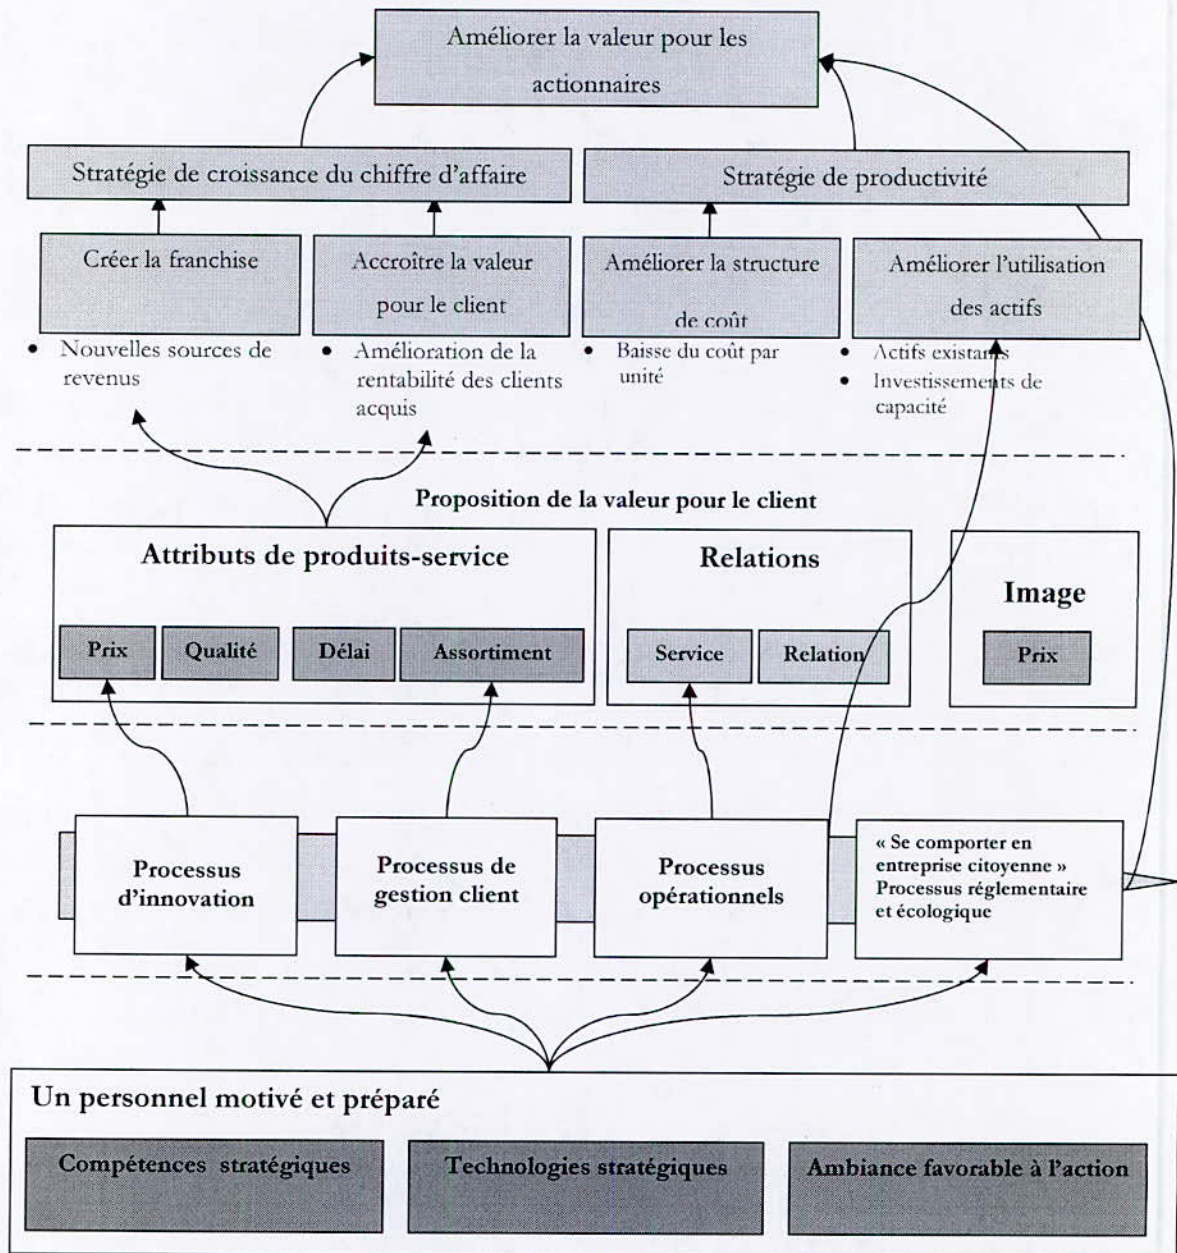 Améliorer la valeur pour les
actionnaires
Stratégie de croissance du chiffre d'affaire
Stratégie de productivité
Créer la franchise
Accroître la valeur
pour le client
Améliorer la structure
de coût
Améliorer l'utilisation
des actifs
• Nouvelles sources de
revenus
• Amélioration de la
rentabilité des clients
acquis
• Baisse du coût par
unité
• Actifs existants
• Investissements de
capacité
Proposition de la valeur pour le client
Attributs de produits-service
Relations
Image
Prix
Qualité
Délai
Assortiment
Service
Relation
Prix
Processus
d'innovation
Processus de
gestion client
Processus
opérationnels
« Se comporter en
entreprise citoyenne »
Processus réglementaire
et écologique
Un personnel motivé et préparé
Compétences stratégiques
Technologies stratégiques
Ambiance favorable à l'action